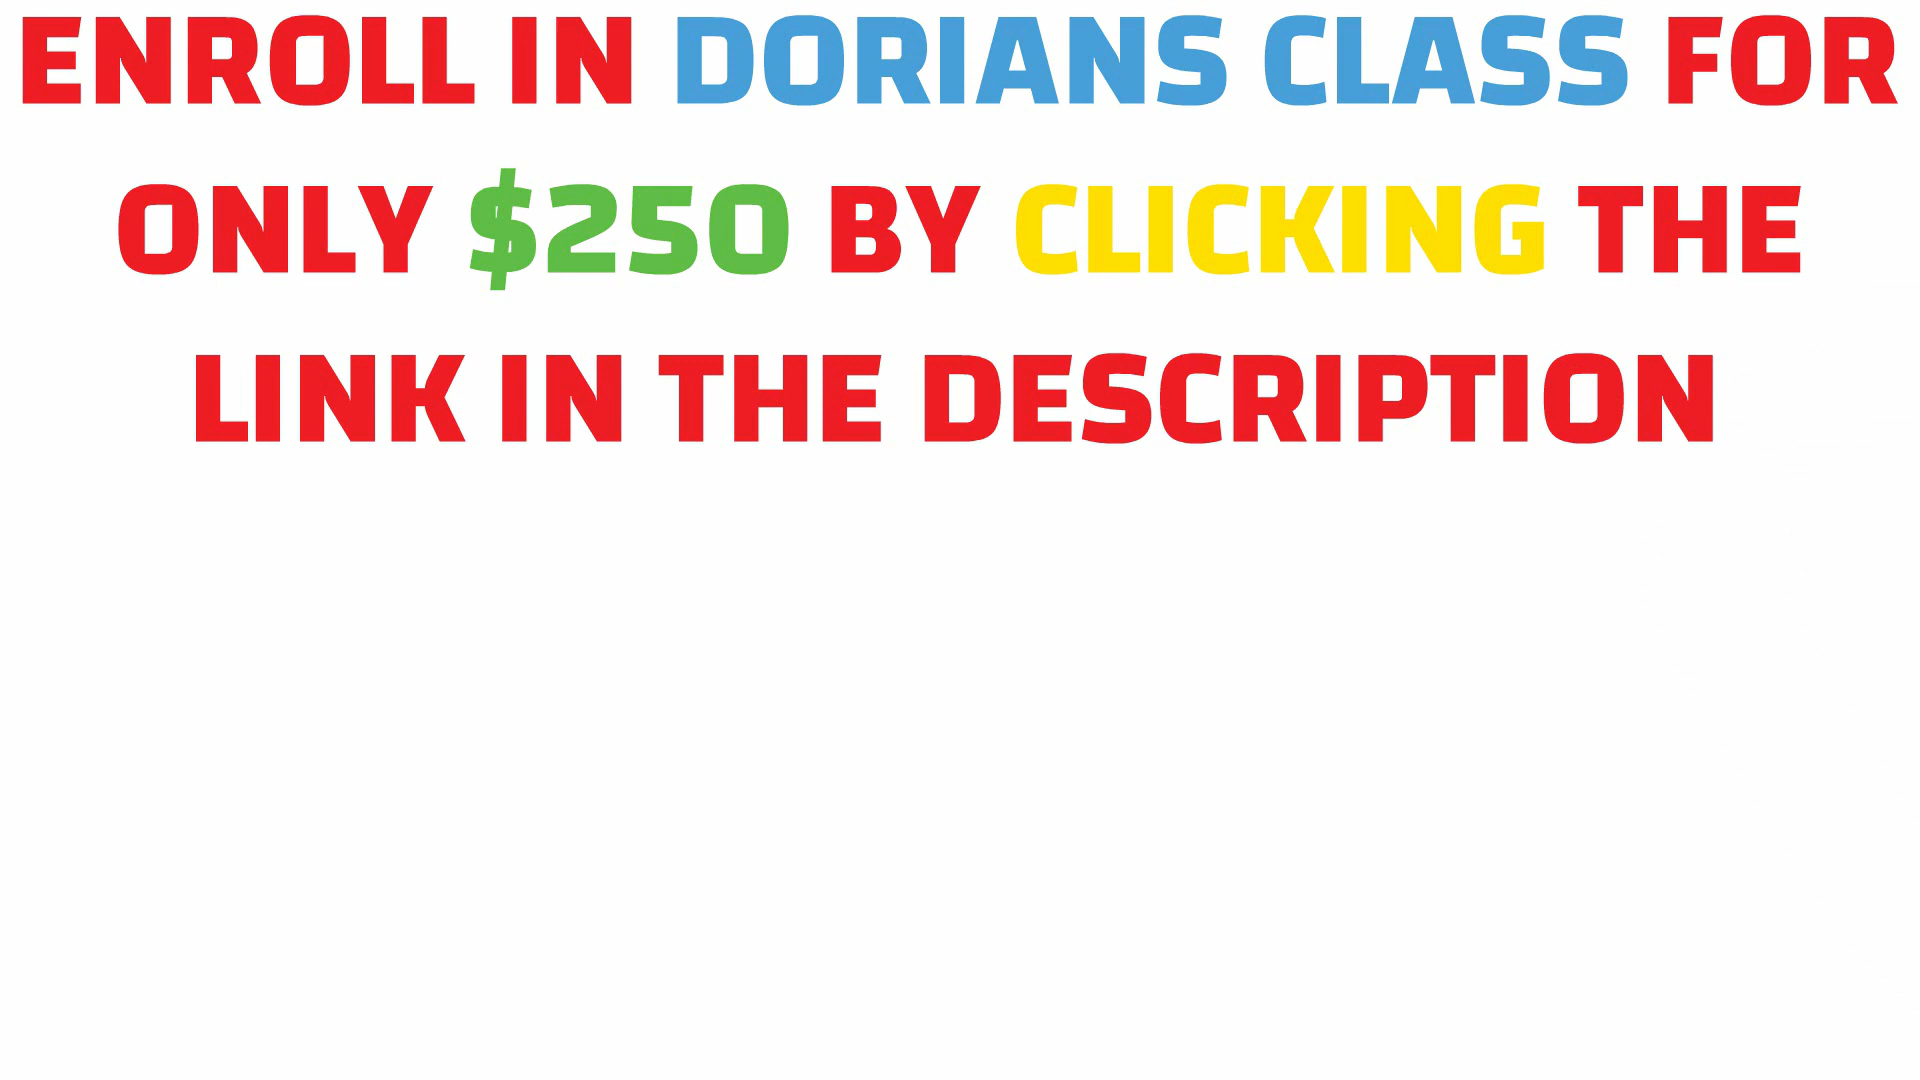 ENROLL IN DORIANS CLASS FOR
ONLY $250 BY CLICKING THE
LINK IN THE DESCRIPTION